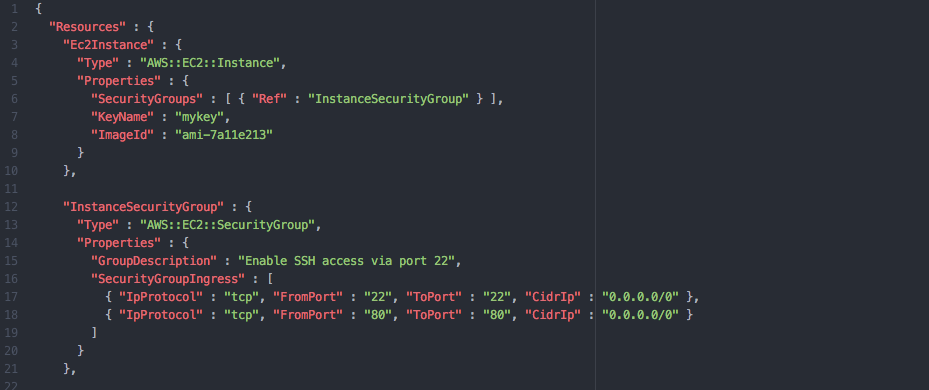 1 {
2 "Resources" : {
3 "Ec2Instance" : {
4 "Type" : "AWS::EC2::Instance",
5 "Properties" : {
6 "SecurityGroups" : [ { "Ref" : "InstanceSecurityGroup" } ],
7 "KeyName" : "mykey",
8 "ImageId" : "ami-7a11e213"
9 }
10 },
11
12 "InstanceSecurityGroup" : {
13 "Type" : "AWS::EC2::SecurityGroup",
14 "Properties" : {
15 "GroupDescription" : "Enable SSH access via port 22",
16 "SecurityGroupIngress" : [
17 { "IpProtocol" : "tcp", "FromPort" : "22", "ToPort" : "22", "CidrIp" : "0.0.0.0/0" },
18 { "IpProtocol" : "tcp", "FromPort" : "80", "ToPort" : "80", "CidrIp" : "0.0.0.0/0" }
19 ]
20 }
21 },
22